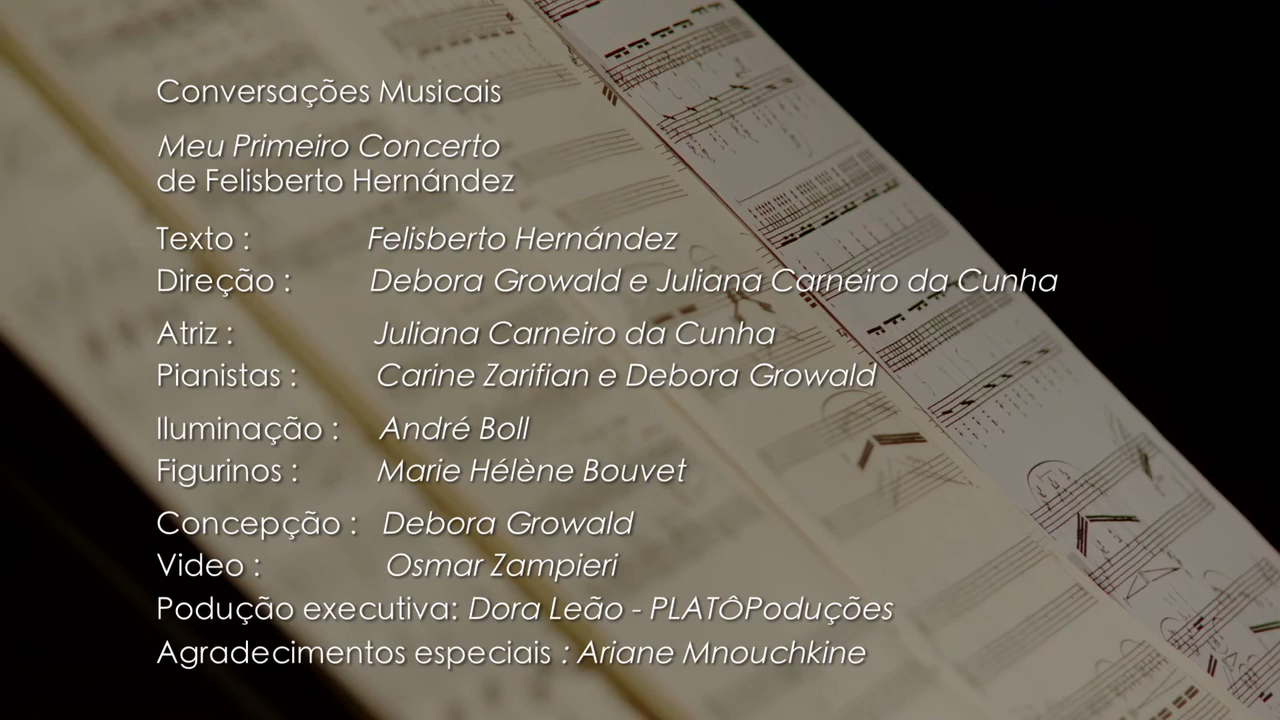 Conversações Musicais
Meu Primeiro Concerto
de Felisberto Hernández
Texto : Felisberto Hernández
Direção : Debora Growald e Juliana Carneiro da Cunha
Atriz : Juliana Carneiro da Cunha
Pianistas : Carine Zarifian e Debora Growald
Iluminação : André Boll
Figurinos : Marie Hélène Bouvet
Concepção : Debora Growald
Video : Osmar Zampieri
Podução executiva: Dora Leão - PLATÔPoduções
Agradecimentos especiais : Ariane Mnouchkine